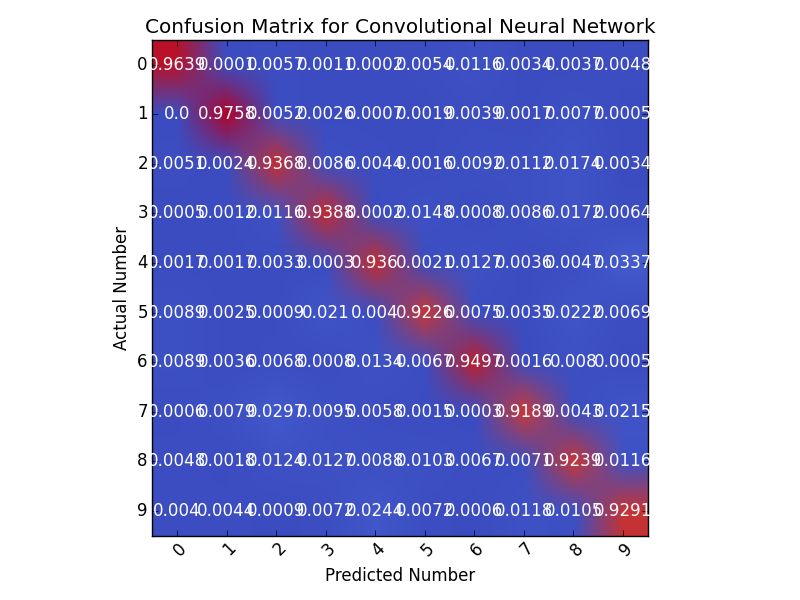 Confusion Matrix for Convolutional Neural Network
0 0.9639 0.0001 0.0057 0.0011 0.0002 0.0054 0.0116 0.0034 0.0037 0.0048
1 0.0 0.9758 0.0052 0.0026 0.0007 0.0019 0.0039 0.0017 0.0077 0.0005
2 0.0051 0.0024 0.9368 0.0086 0.0044 0.0016 0.0092 0.0112 0.0174 0.0034
3 0.0005 0.0012 0.0116 0.9388 0.0002 0.0148 0.0008 0.0086 0.0172 0.0064
4 0.0017 0.0017 0.0033 0.0003 0.936 0.0021 0.0127 0.0036 0.0047 0.0337
5 0.0089 0.0025 0.0009 0.021 0.004 0.9226 0.0075 0.0035 0.0222 0.0069
6 0.0089 0.0036 0.0068 0.0008 0.0134 0.0067 0.9497 0.0016 0.008 0.0005
7 0.0006 0.0079 0.0297 0.0095 0.0058 0.0015 0.0003 0.9189 0.0043 0.0215
8 0.0048 0.0018 0.0124 0.0127 0.0088 0.0103 0.0067 0.0071 0.9239 0.0116
9 0.004 0.0044 0.0009 0.0072 0.0244 0.0072 0.0006 0.0118 0.0105 0.9291
0 1 2 3 4 5 6 7 8 9
Predicted Number
Actual Number